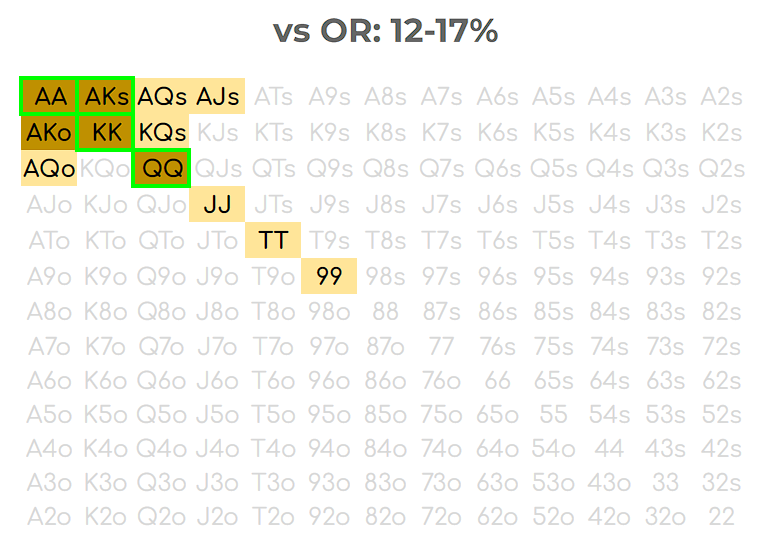 vs OR: 12-17%
AA AKs AQs AJs ATs A9s A8s A7s A6s A5s A4s A3s A2s
AKo KK KQs KJs KTs K9s K8s K7s K6s K5s K4s K3s K2s
AQo KQo QQ QJs QTs Q9s Q8s Q7s Q6s Q5s Q4s Q3s Q2s
AJo KJo QJo JJ JTs J9s J8s J7s J6s J5s J4s J3s J2s
ATo KTo QTo JTo TT T9s T8s T7s T6s T5s T4s T3s T2s
A9o K9o Q9o J9o T9o 99 98s 97s 96s 95s 94s 93s 92s
A8o K8o Q8o J8o T8o 98o 88 87s 86s 85s 84s 83s 82s
A7o K7o Q7o J7o T7o 97o 87o 77 76s 75s 74s 73s 72s
A6o K6o Q6o J6o T6o 96o 86o 76o 66 65s 64s 63s 62s
A5o K5o Q5o J5o T5o 95o 85o 75o 65o 55 54s 53s 52s
A4o K4o Q4o J4o T4o 94o 84o 74o 64o 54o 44 43s 42s
A3o K3o Q3o J3o T3o 93o 83o 73o 63o 53o 43o 33 32s
A2o K2o Q2o J2o T2o 92o 82o 72o 62o 52o 42o 32o 22